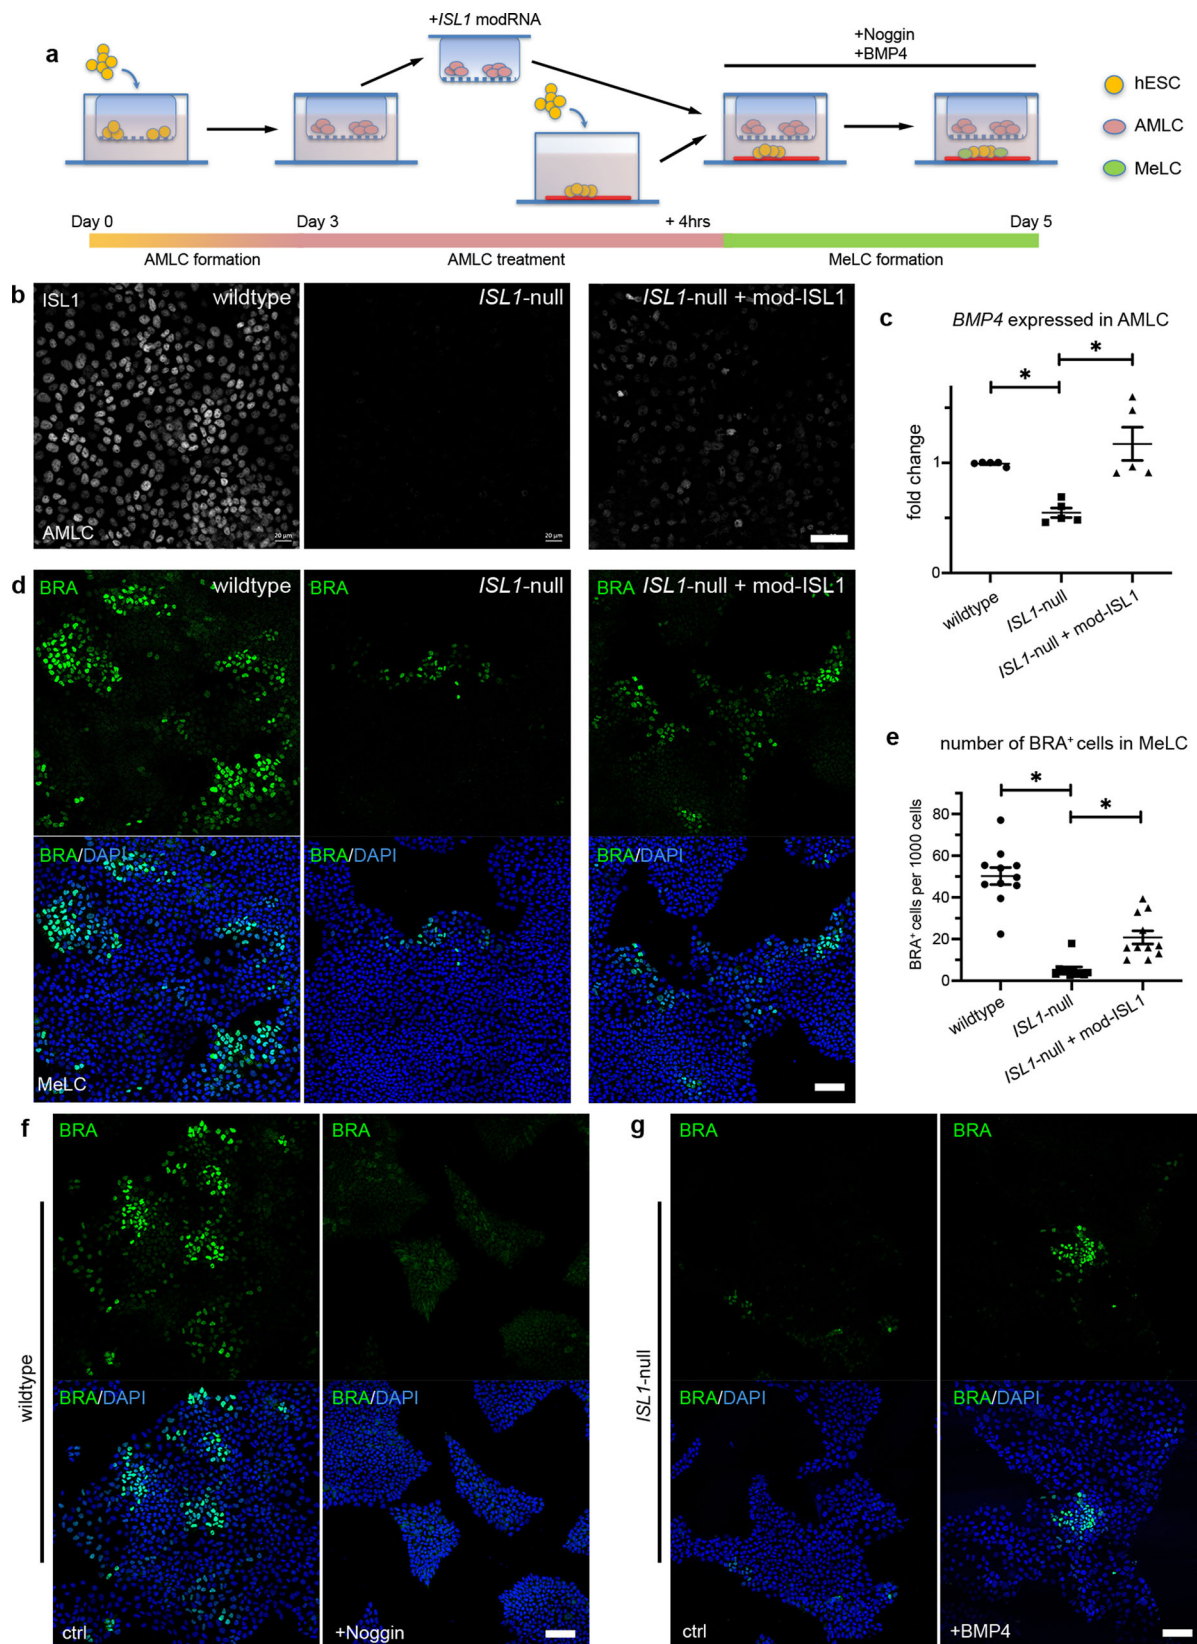 a
+ISL1 modRNA
+Noggin
+BMP4
hESC
AMLC
MeLC
Day 0
Day 3
+ 4hrs
Day 5
AMLC formation
AMLC treatment
MeLC formation
b
ISL1
wildtype
ISL1-null
ISL1-null + mod-ISL1
AMLC
20 µm
20 µm
c
BMP4 expressed in AMLC
*
*
fold change
1
0
wildtype
ISL1-null
ISL1-null + mod-ISL1
d
BRA
wildtype
BRA
ISL1-null
BRA
ISL1-null + mod-ISL1
BRA/DAPI
BRA/DAPI
BRA/DAPI
MeLC
e
number of BRA⁺ cells in MeLC
*
*
BRA⁺ cells per 1000 cells
80
60
40
20
0
wildtype
ISL1-null
ISL1-null + mod-ISL1
f
BRA
BRA
wildtype
BRA/DAPI
BRA/DAPI
ctrl
+Noggin
g
BRA
BRA
ISL1-null
BRA/DAPI
BRA/DAPI
ctrl
+BMP4